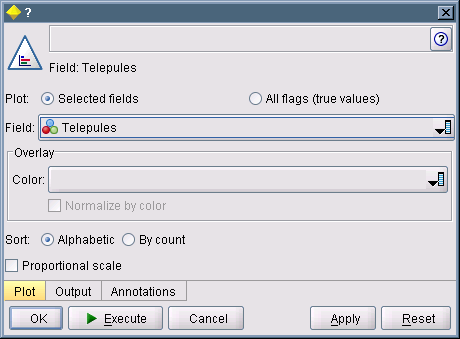 ?
?
Field: Telepules
Plot: Selected fields All flags (true values)
Field: Telepules
Overlay
Color:
Normalize by color
Sort: Alphabetic By count
Proportional scale
Plot Output Annotations
OK Execute Cancel Apply Reset